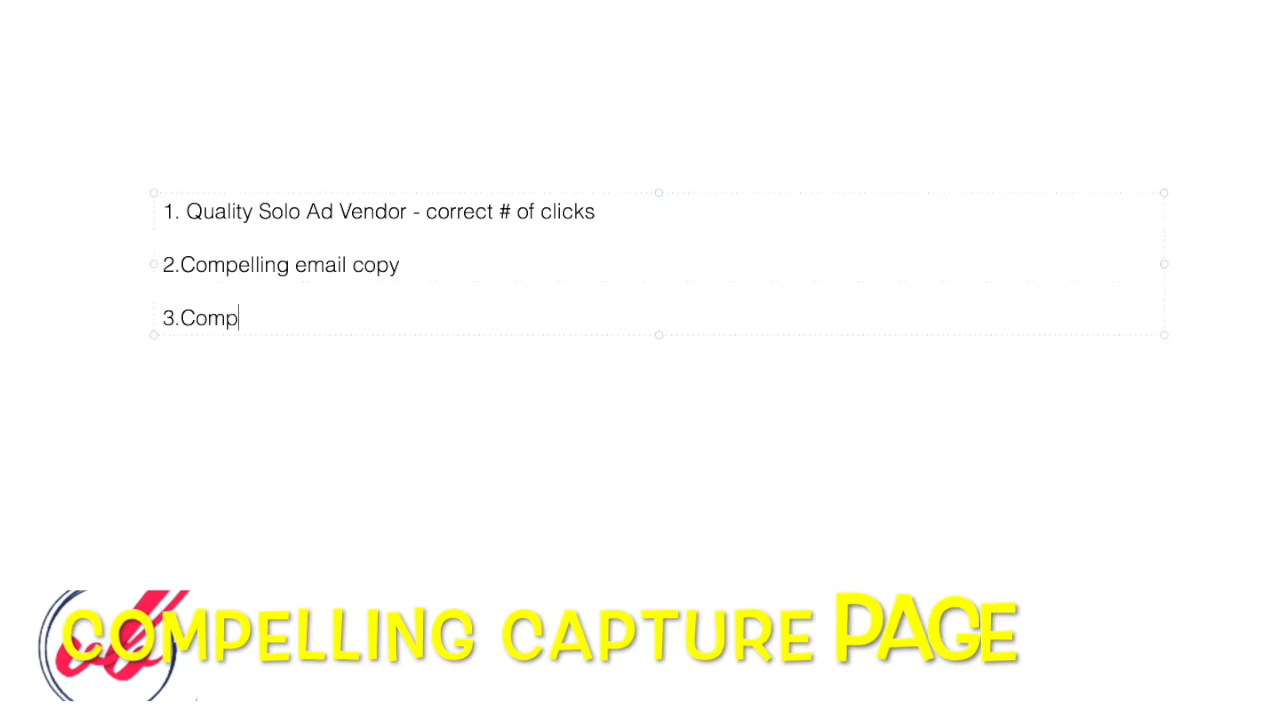 1. Quality Solo Ad Vendor - correct # of clicks
2.Compelling email copy
3.Comp
COMPELLING CAPTURE PAGE